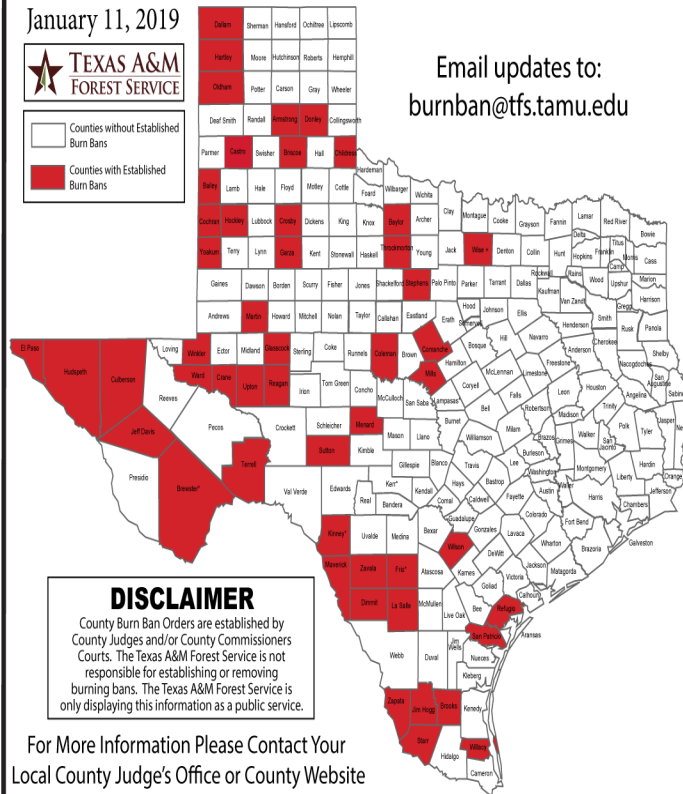 January 11, 2019
TEXAS A&M
FOREST SERVICE
Counties without Established
Burn Bans
Counties with Established
Burn Bans
Email updates to:
burnban@tfs.tamu.edu
Dallam Sherman Hansford Ochiltree Lipscomb
Hartley Moore Hutchinson Roberts Hemphill
Oldham Potter Carson Gray Wheeler
Deaf Smith Randall Armstrong Donley Collingsworth
Parmer Castro Swisher Briscoe Hall Childress
Hardeman
Bailey Lamb Hale Floyd Motley Cottle Foard Wilbarger Wichita
Cochran Hockley Lubbock Crosby Dickens King Knox Baylor Archer Clay Montague Cooke Grayson Fannin Lamar Red River Bowie
Delta Titus
Yoakum Terry Lynn Garza Kent Stonewall Haskell Throckmorton Young Jack Wise + Denton Collin Hunt Hopkins Franklin Morris Cass
Camp
Gaines Dawson Borden Scurry Fisher Jones Shackelford Stephens Palo Pinto Parker Tarrant Dallas Rockwall Kaufman Rains Wood Upshur Marion
Van Zandt Gregg Harrison
Andrews Martin Howard Mitchell Nolan Taylor Callahan Eastland Erath Hood Somervell Johnson Ellis Henderson Smith Rusk Panola
El Paso Hudspeth Culberson Loving Winkler Ector Midland Glasscock Sterling Coke Runnels Coleman Brown Comanche Hamilton Bosque Hill Navarro Anderson Cherokee Nacogdoches Shelby
Freestone
Reeves Ward Crane Upton Reagan Irion Tom Green Concho McCulloch San Saba Mills Lampasas Coryell McLennan Limestone Falls Leon Houston Angelina San Augustine Sabine
Jeff Davis Pecos Crockett Schleicher Menard Mason Llano Burnet Bell Williamson Milam Robertson Madison Trinity Polk Tyler Jasper
Brazos Grimes Walker San Jacinto Hardin
Presidio Brewster* Terrell Sutton Kimble Gillespie Blanco Travis Lee Burleson Washington Montgomery Liberty Orange
Val Verde Edwards Kerr* Real Bandera Kendall Comal Hays Caldwell Bastrop Fayette Austin Waller Harris Jefferson Chambers
Kinney* Uvalde Medina Bexar Guadalupe Gonzales Lavaca Colorado Fort Bend Galveston
Wilson DeWitt Wharton Brazoria
Maverick Zavala Frio* Atascosa Karnes Goliad Victoria Jackson Matagorda
Calhoun
Dimmit La Salle McMullen Live Oak Bee Refugio
San Patricio Aransas
Webb Duval Jim Wells Nueces
Kleberg
Zapata Jim Hogg Brooks Kenedy
Starr Hidalgo Willacy
Cameron
DISCLAIMER
County Burn Ban Orders are established by
County Judges and/or County Commissioners
Courts. The Texas A&M Forest Service is not
responsible for establishing or removing
burning bans. The Texas A&M Forest Service is
only displaying this information as a public service.
For More Information Please Contact Your
Local County Judge's Office or County Website